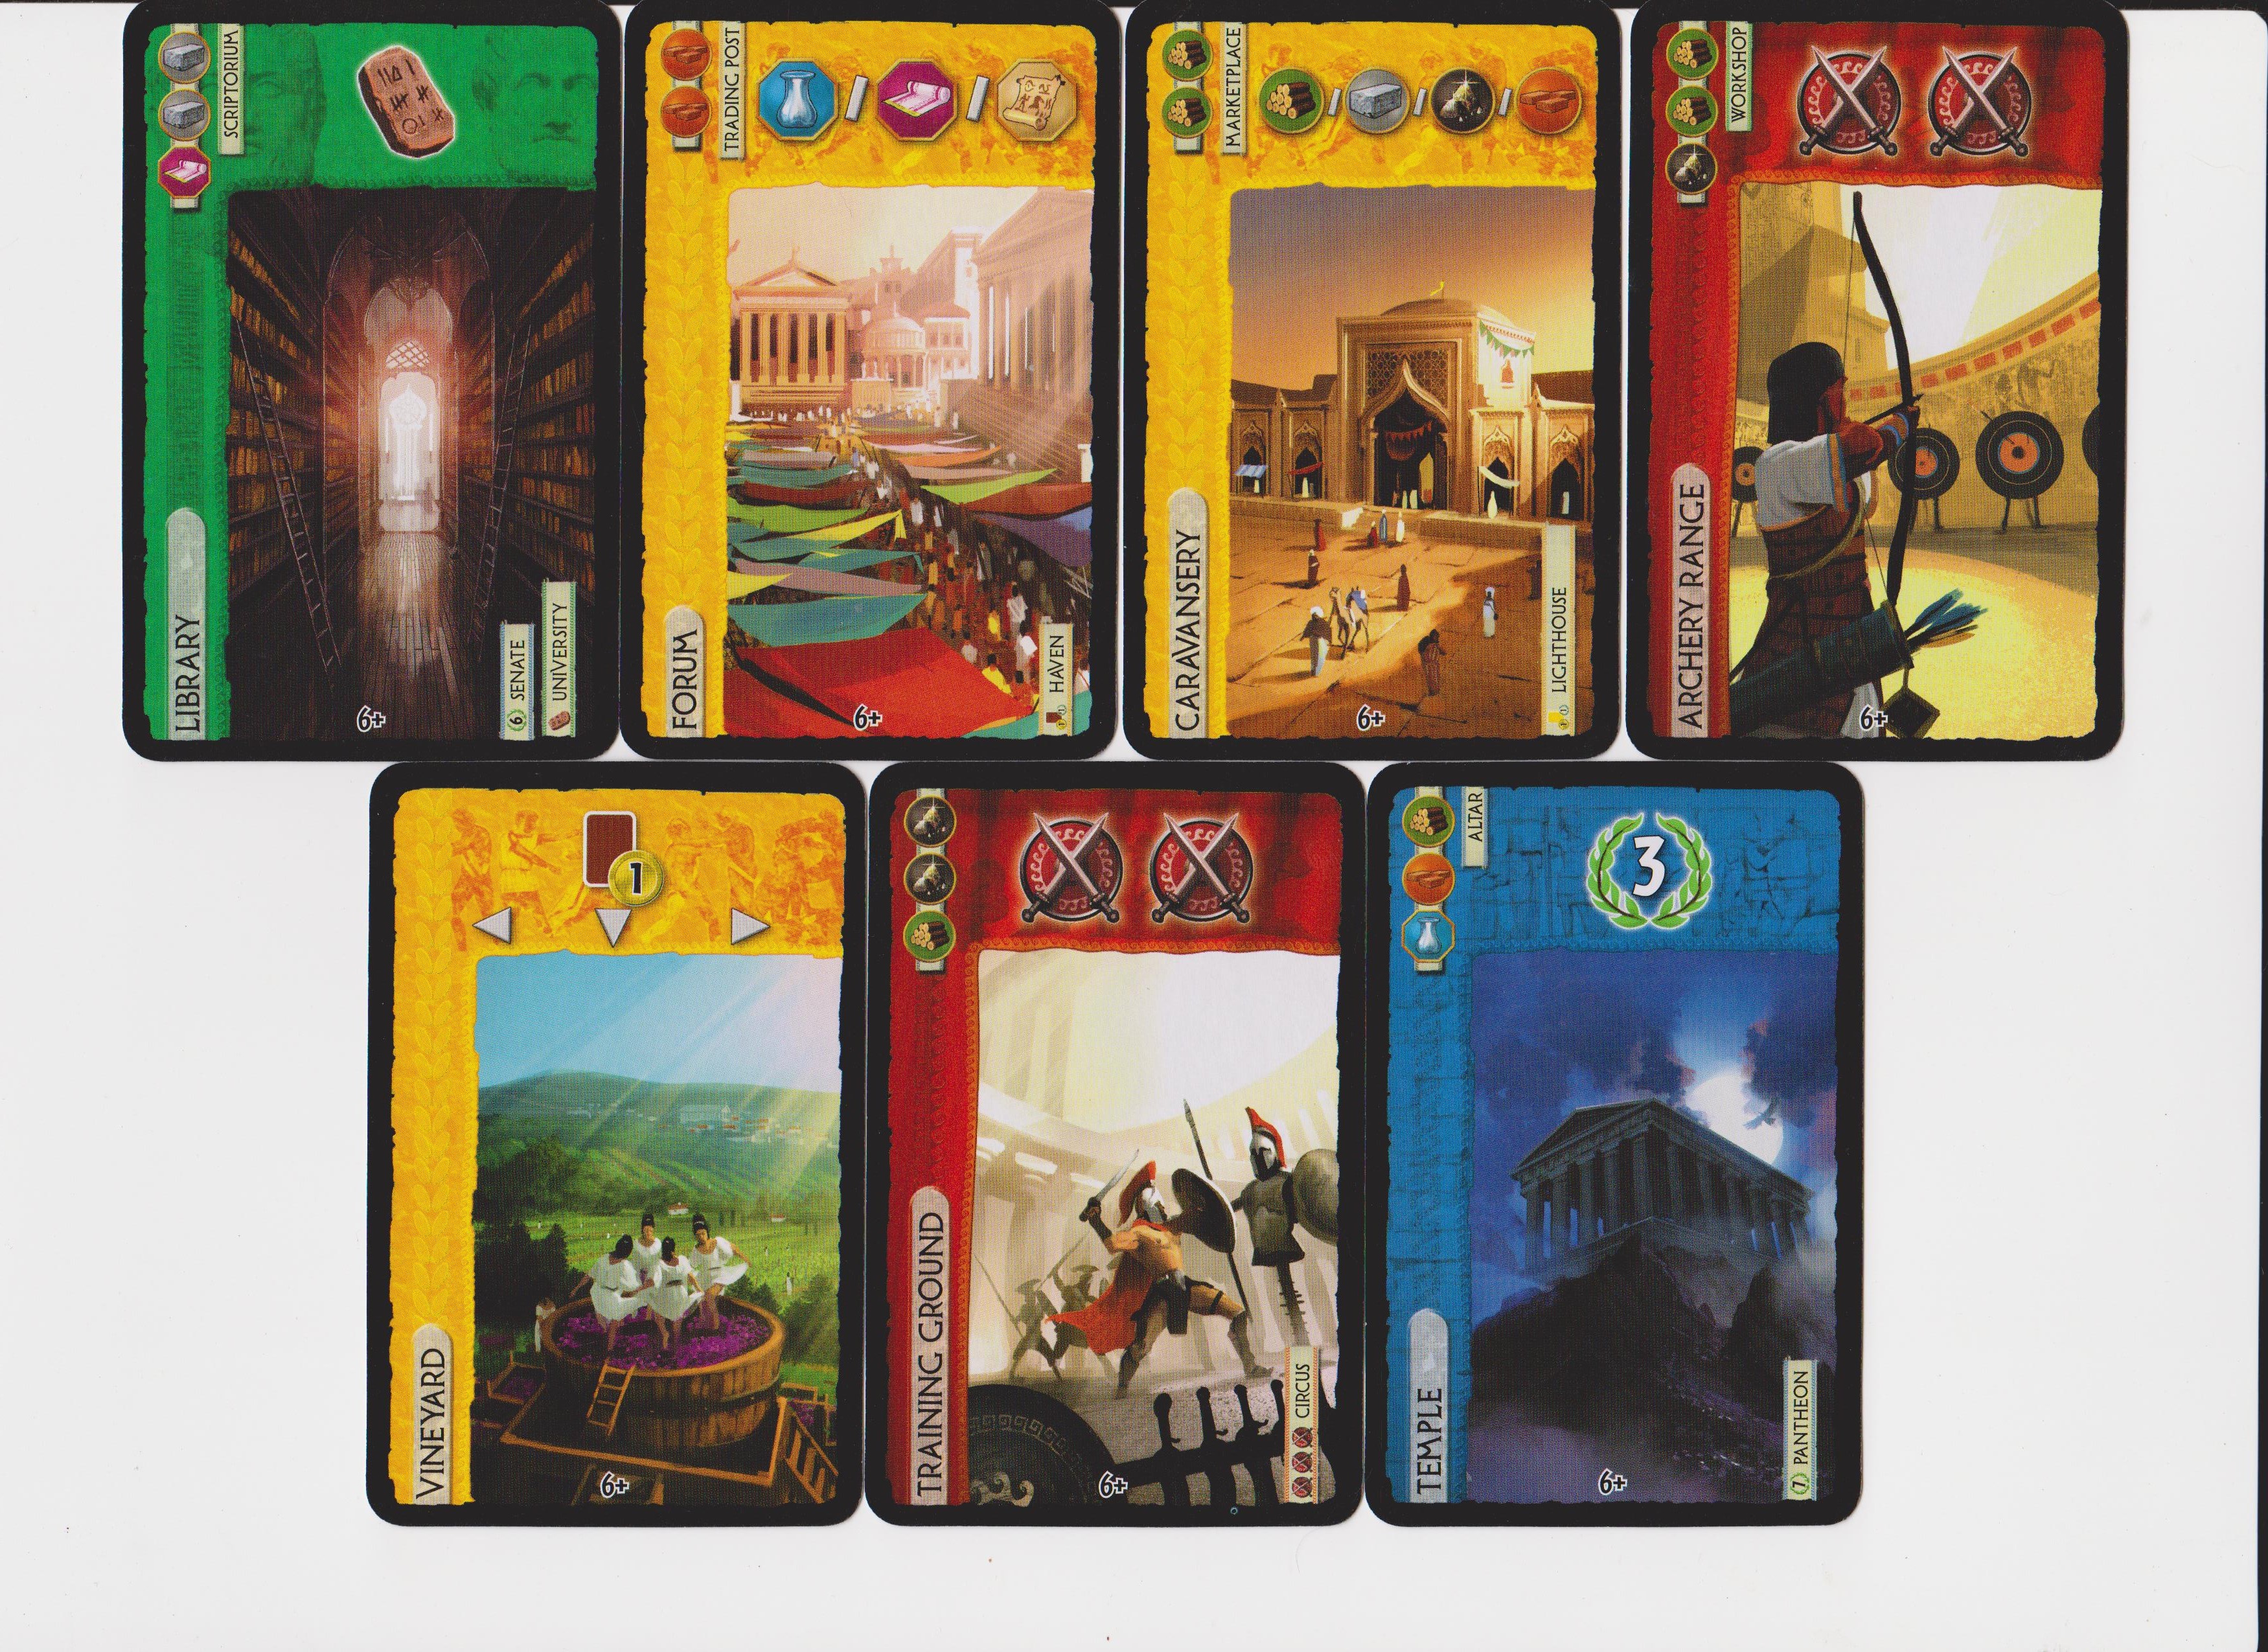 SCRIPTORIUM
LIBRARY
6+
6 SENATE
UNIVERSITY
TRADING POST
FORUM
6+
HAVEN
MARKETPLACE
CARAVANSERY
6+
LIGHTHOUSE
WORKSHOP
ARCHERY RANGE
6+
1
VINEYARD
6+
TRAINING GROUND
6+
CIRCUS
ALTAR
3
TEMPLE
6+
7 PANTHEON